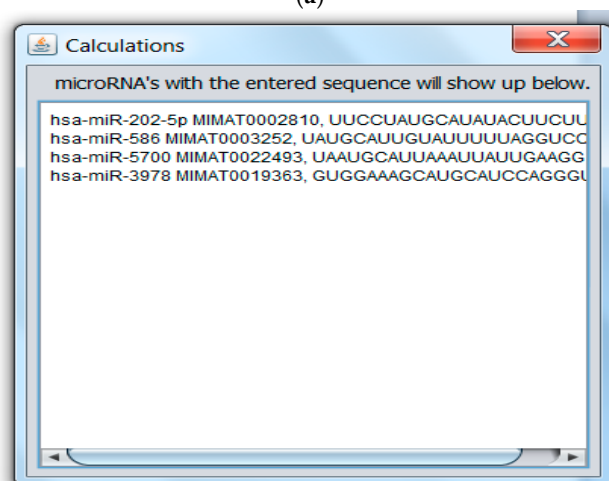 (a)
Calculations
microRNA's with the entered sequence will show up below.
hsa-miR-202-5p MIMAT0002810, UUCCUAUGCAUAUACUUCUU
hsa-miR-586 MIMAT0003252, UAUGCAUUGUAUUUUUAGGUCC
hsa-miR-5700 MIMAT0022493, UAAUGCAUUAAAUUAUUGAAGG
hsa-miR-3978 MIMAT0019363, GUGGAAAGCAUGCAUCCAGGGU